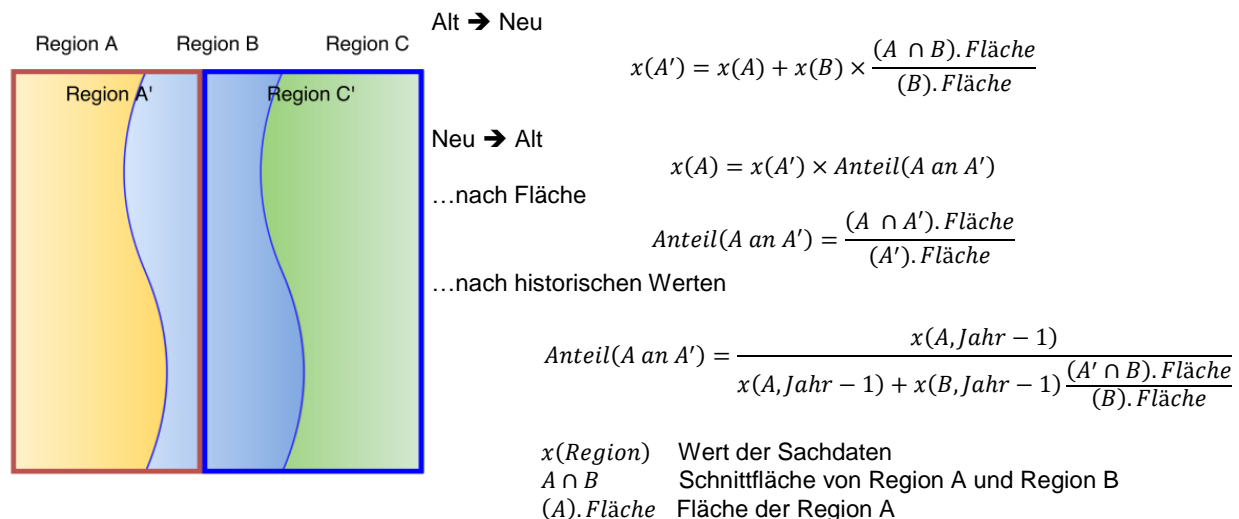 Region A Region B Region C
Region A' Region C'
Alt ➔ Neu
x(A′) = x(A) + x(B) × (A ∩ B).Fläche / (B).Fläche
Neu ➔ Alt
x(A) = x(A′) × Anteil(A an A′)
…nach Fläche
Anteil(A an A′) = (A ∩ A′).Fläche / (A′).Fläche
…nach historischen Werten
Anteil(A an A′) = x(A, Jahr − 1) / x(A, Jahr − 1) + x(B, Jahr − 1) (A′ ∩ B).Fläche / (B).Fläche
x(Region) Wert der Sachdaten
A ∩ B Schnittfläche von Region A und Region B
(A).Fläche Fläche der Region A